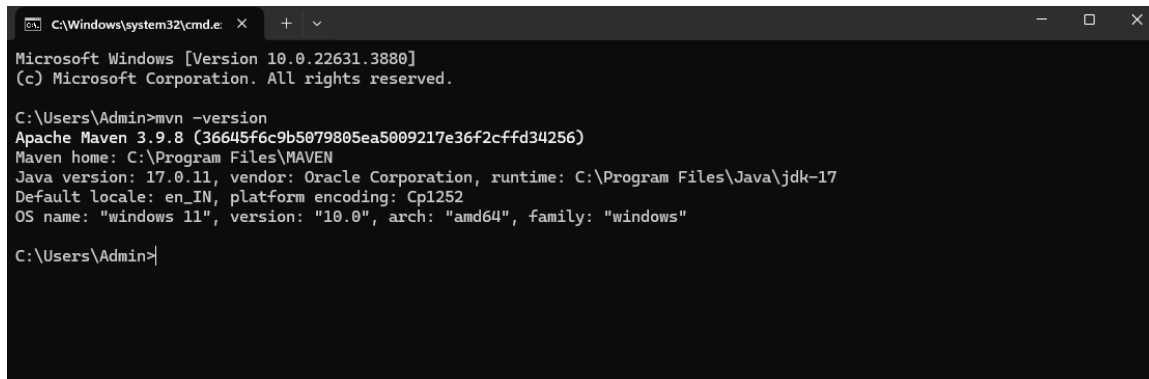 C:\Windows\system32\cmd.e:
Microsoft Windows [Version 10.0.22631.3880]
(c) Microsoft Corporation. All rights reserved.
C:\Users\Admin>mvn -version
Apache Maven 3.9.8 (36645f6c9b5079805ea5009217e36f2cffd34256)
Maven home: C:\Program Files\MAVEN
Java version: 17.0.11, vendor: Oracle Corporation, runtime: C:\Program Files\Java\jdk-17
Default locale: en_IN, platform encoding: Cp1252
OS name: "windows 11", version: "10.0", arch: "amd64", family: "windows"
C:\Users\Admin>